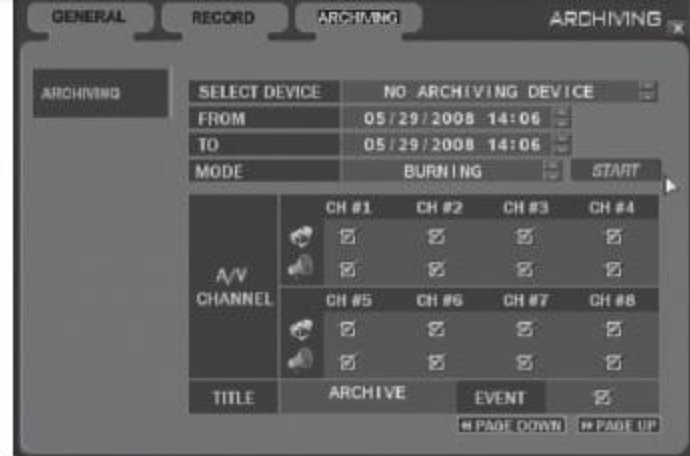 GENERAL RECORD ARCHIVING ARCHIVING x
ARCHIVING
SELECT DEVICE NO ARCHIVING DEVICE
FROM 05/29/2008 14:06
TO 05/29/2008 14:06
MODE BURNING START
CH #1 CH #2 CH #3 CH #4
A/V
CHANNEL
CH #5 CH #6 CH #7 CH #8
TITLE ARCHIVE EVENT
PAGE DOWN PAGE UP